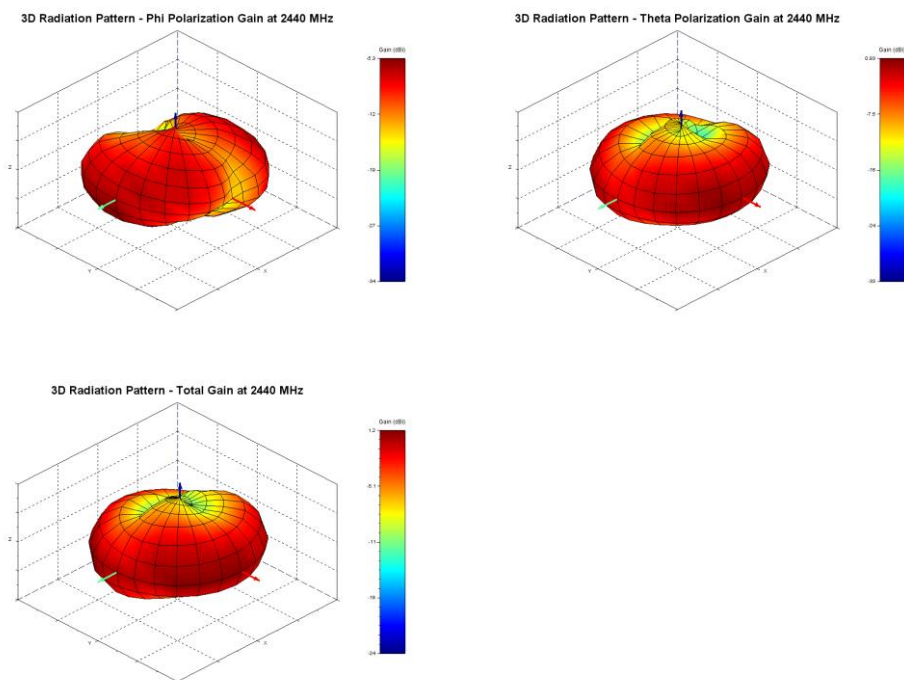 3D Radiation Pattern - Phi Polarization Gain at 2440 MHz
Gain (dBi)
-12
-19
-27
-34
Z
Y
X
3D Radiation Pattern - Theta Polarization Gain at 2440 MHz
Gain (dBi)
-7.5
-24
Z
Y
X
3D Radiation Pattern - Total Gain at 2440 MHz
Gain (dBi)
1.2
-5.1
-11
-18
-24
Z
Y
X